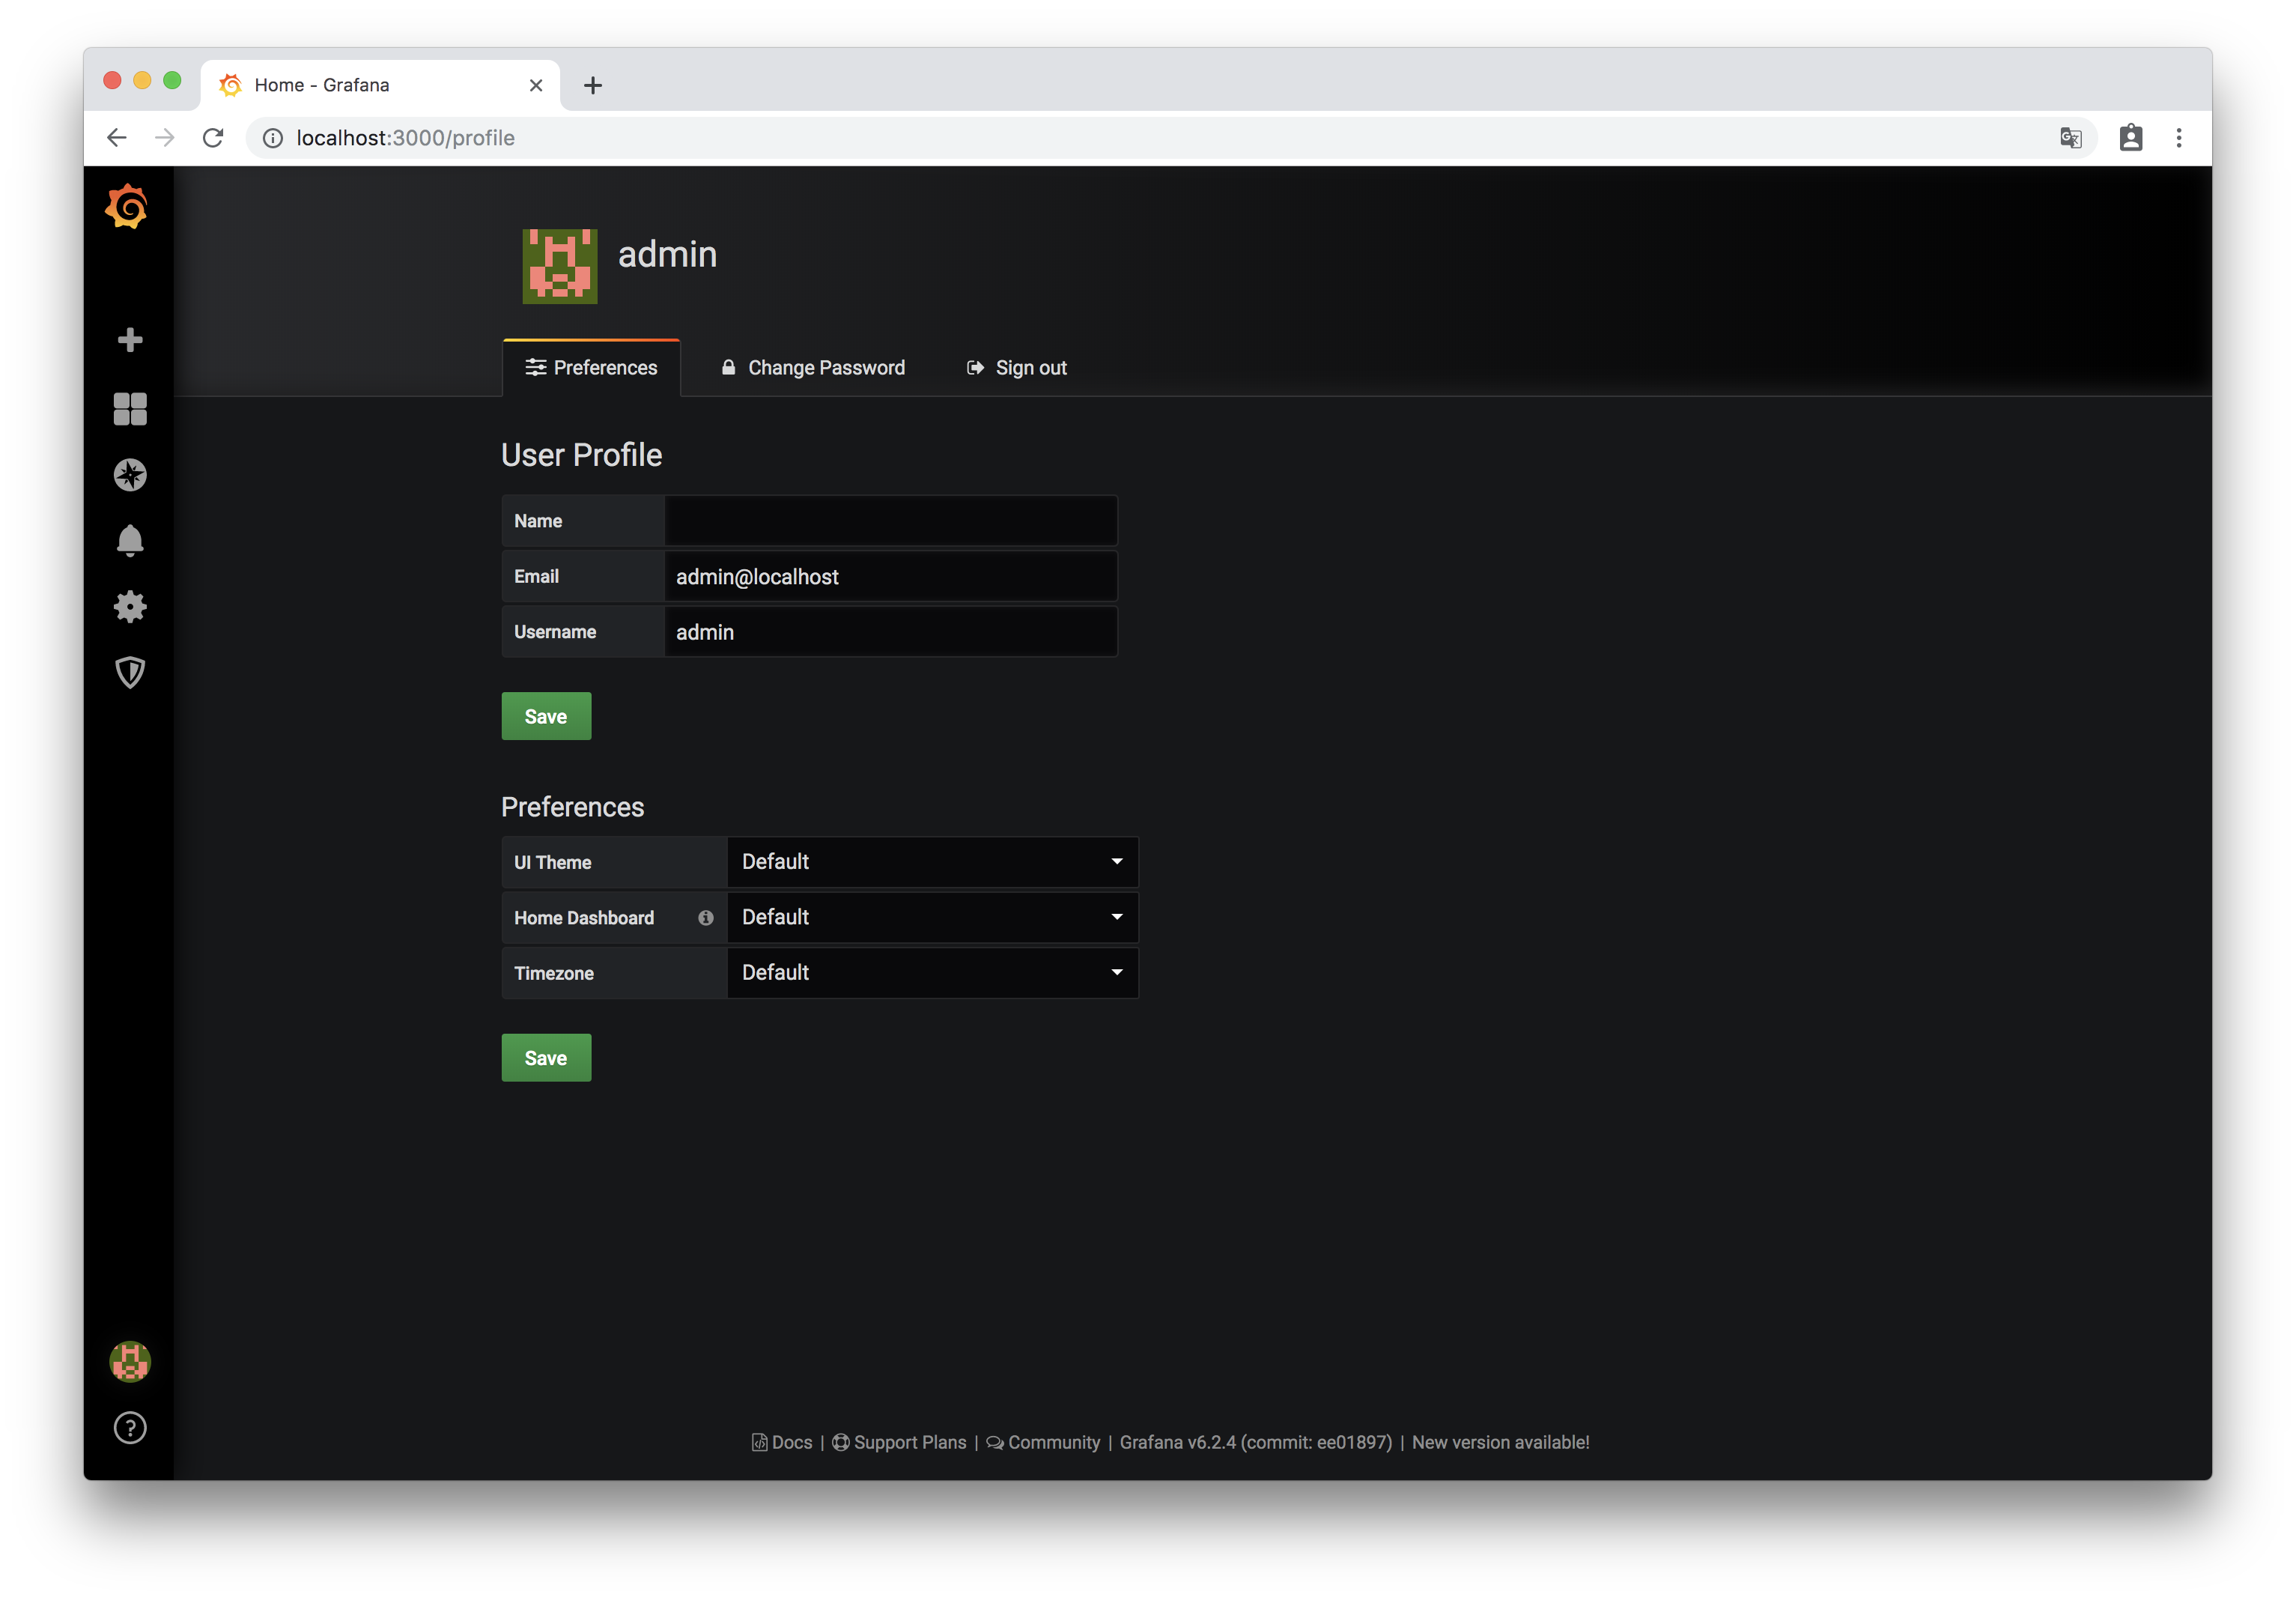 Home - Grafana
localhost:3000/profile
admin
Preferences
Change Password
Sign out
User Profile
Name
Email admin@localhost
Username admin
Save
Preferences
UI Theme Default
Home Dashboard Default
Timezone Default
Save
Docs | Support Plans | Community | Grafana v6.2.4 (commit: ee01897) | New version available!